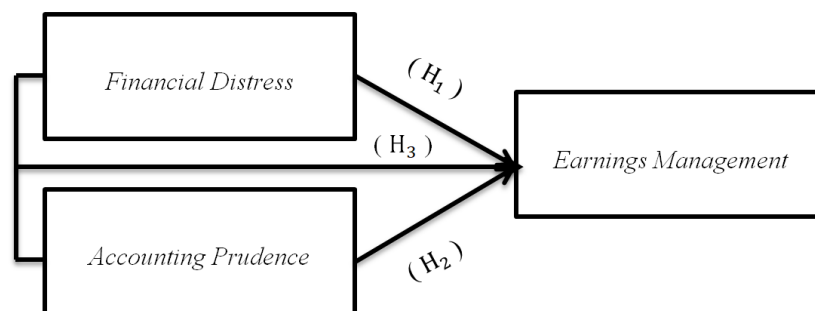 Financial Distress
( H1 )
( H3 )
Earnings Management
Accounting Prudence
( H2 )